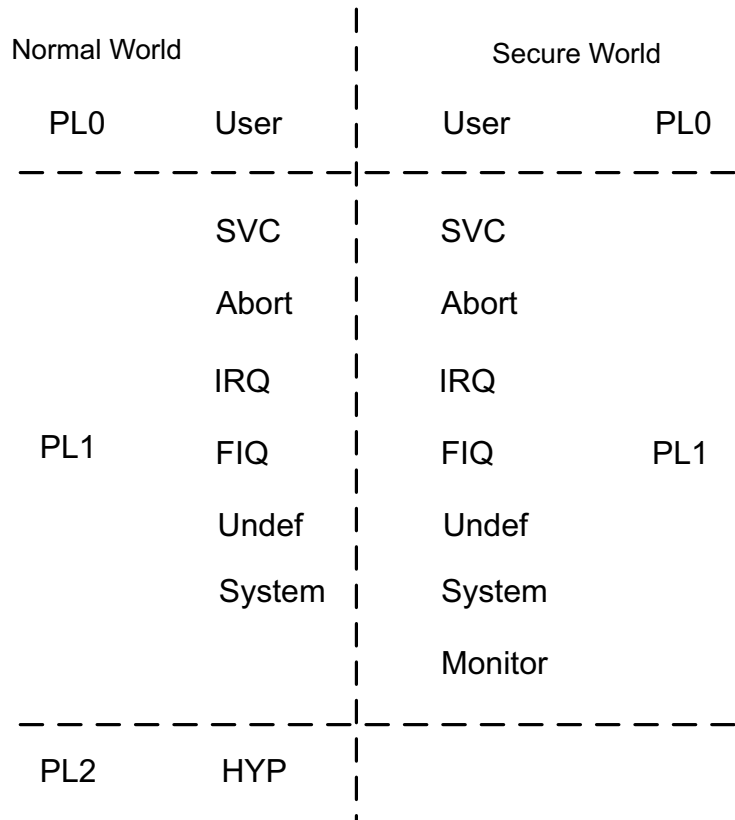 Normal World Secure World
PL0 User User PL0
SVC SVC
Abort Abort
IRQ IRQ
PL1 FIQ FIQ PL1
Undef Undef
System System
Monitor
PL2 HYP